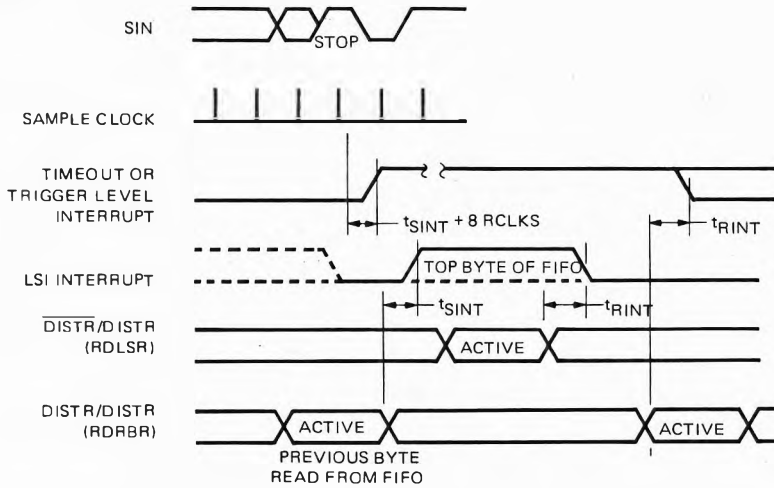 SIN
STOP
SAMPLE CLOCK
TIMEOUT OR
TRIGGER LEVEL
INTERRUPT
tSINT + 8 RCLKS
tRINT
LSI INTERRUPT
TOP BYTE OF FIFO
tSINT
tRINT
DISTR/DISTR
(RDLSR)
ACTIVE
DISTR/DISTR
(RDRBR)
ACTIVE
ACTIVE
PREVIOUS BYTE
READ FROM FIFO